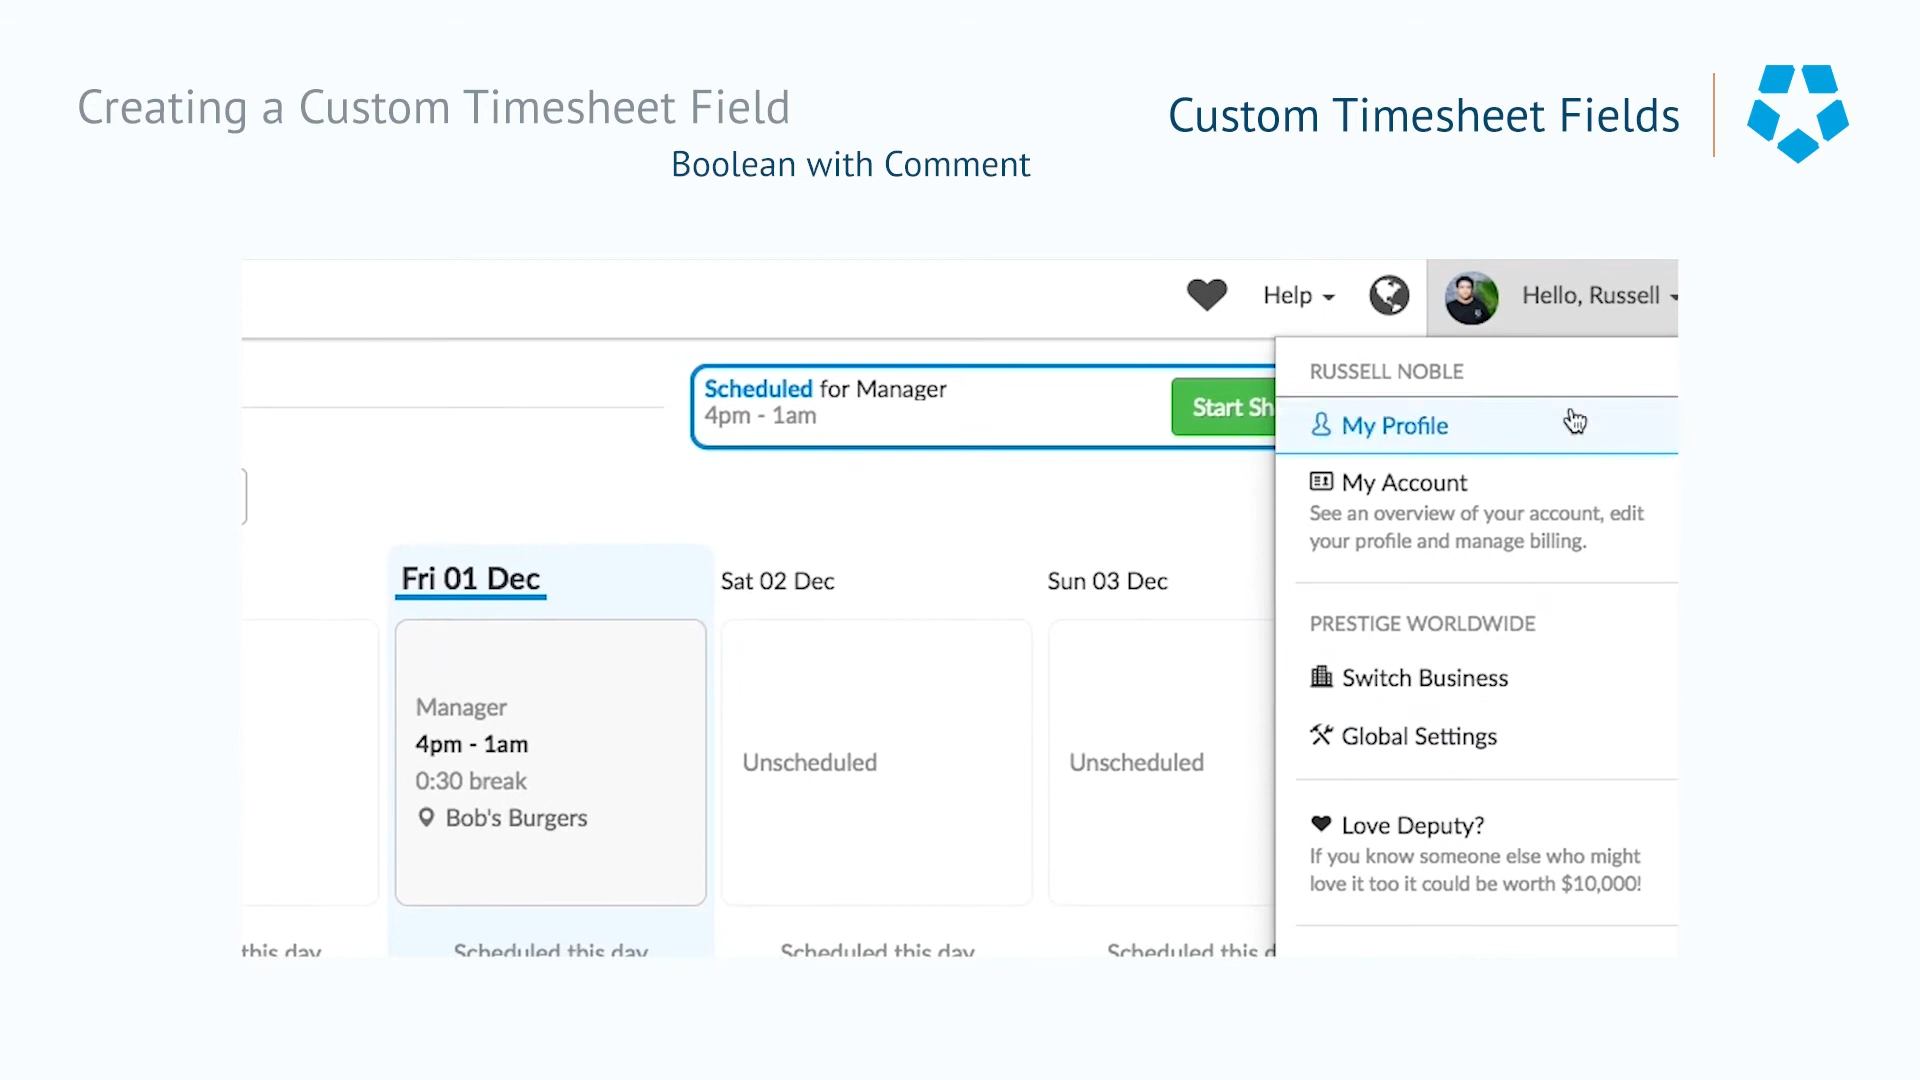 Creating a Custom Timesheet Field
Boolean with Comment
Custom Timesheet Fields
Help
Hello, Russell
Scheduled for Manager
4pm - 1am
Start Sh
RUSSELL NOBLE
My Profile
My Account
See an overview of your account, edit
your profile and manage billing.
PRESTIGE WORLDWIDE
Switch Business
Global Settings
Love Deputy?
If you know someone else who might
love it too it could be worth $10,000!
Fri 01 Dec
Sat 02 Dec
Sun 03 Dec
Manager
4pm - 1am
0:30 break
Bob's Burgers
Unscheduled
Unscheduled
this day
Scheduled this day
Scheduled this day
Scheduled this d